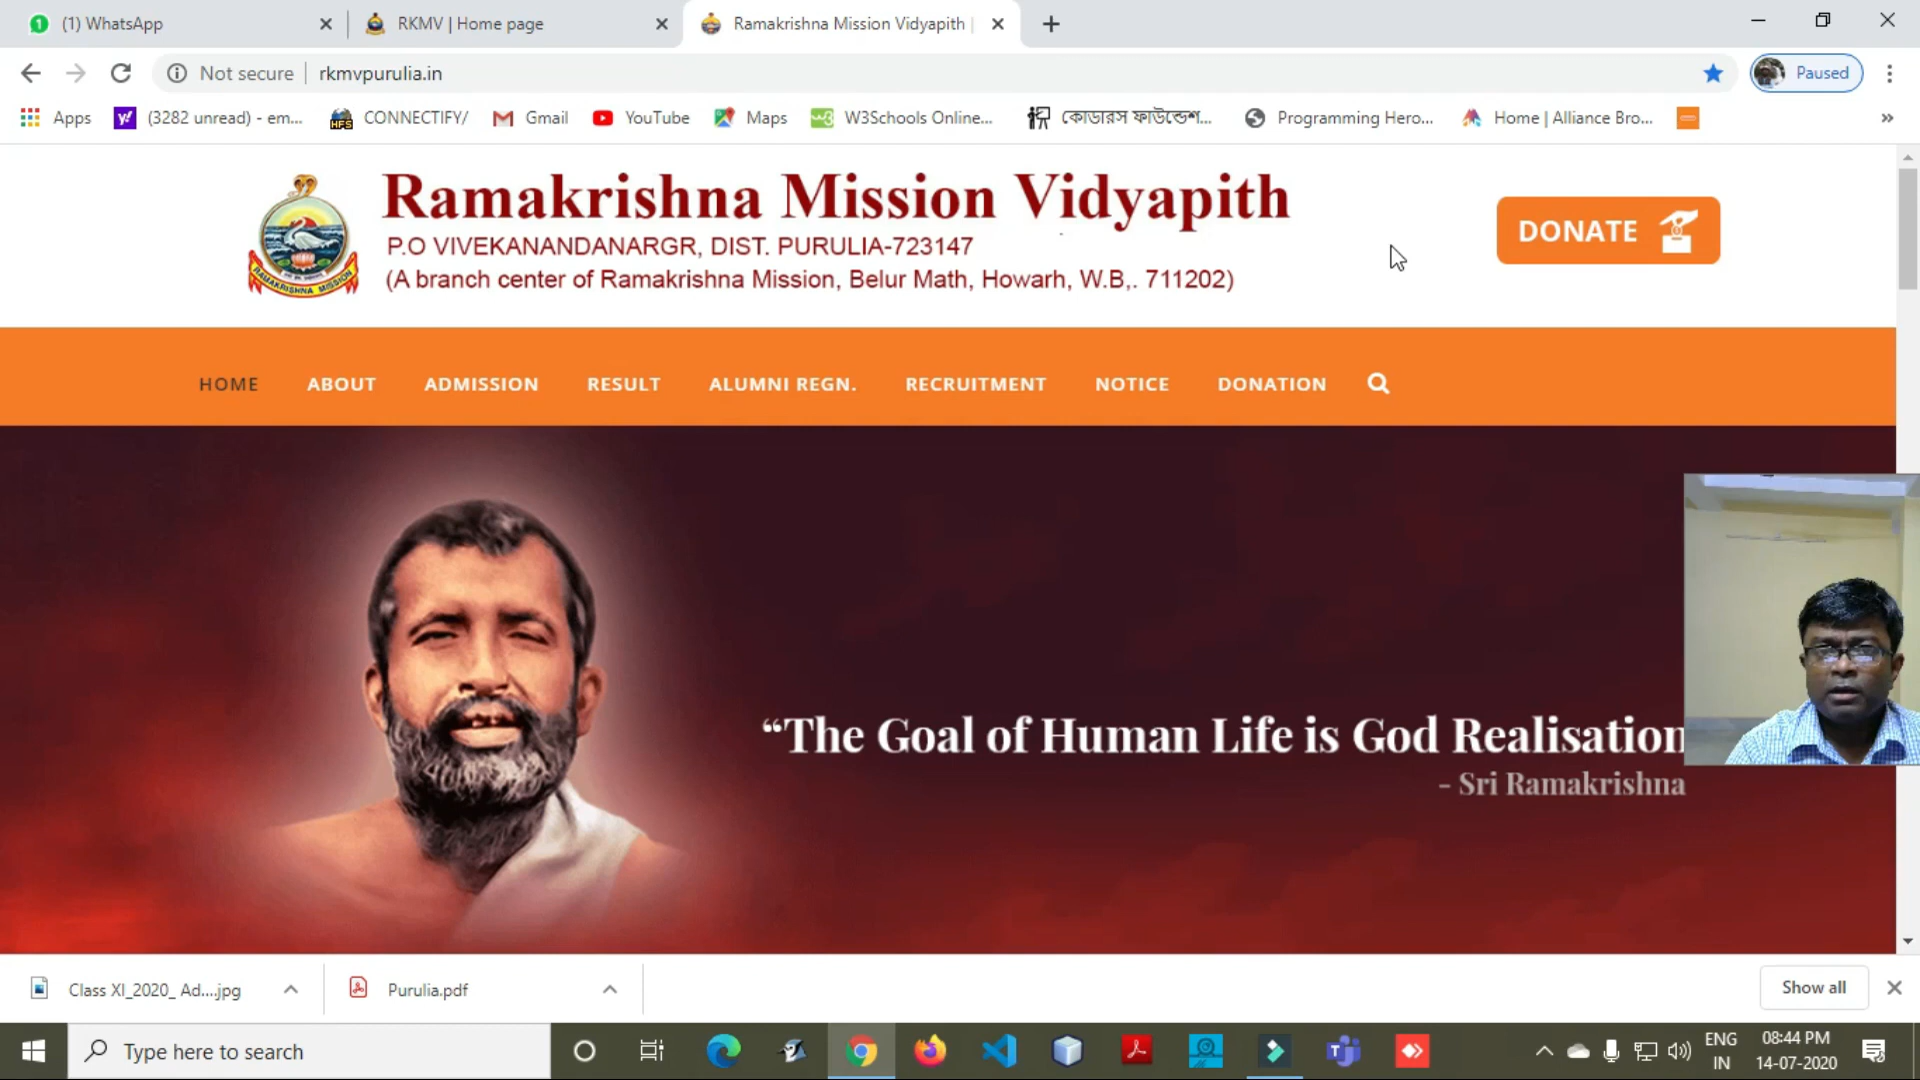 (1) WhatsApp
RKMV | Home page
Ramakrishna Mission Vidyapith |
Not secure
rkmvpurulia.in
Paused
Apps
(3282 unread) - em...
CONNECTIFY/
Gmail
YouTube
Maps
W3Schools Online...
কোডারস ফাউন্ডেশ...
Programming Hero...
Home | Alliance Bro...
Ramakrishna Mission Vidyapith
P.O VIVEKANANDANARGR, DIST. PURULIA-723147
(A branch center of Ramakrishna Mission, Belur Math, Howarh, W.B,. 711202)
RAMAKRISHNA MISSION
DONATE
HOME
ABOUT
ADMISSION
RESULT
ALUMNI REGN.
RECRUITMENT
NOTICE
DONATION
“The Goal of Human Life is God Realisation
- Sri Ramakrishna
Class XI_2020_ Ad....jpg
Purulia.pdf
Show all
Type here to search
ENG
IN
08:44 PM
14-07-2020